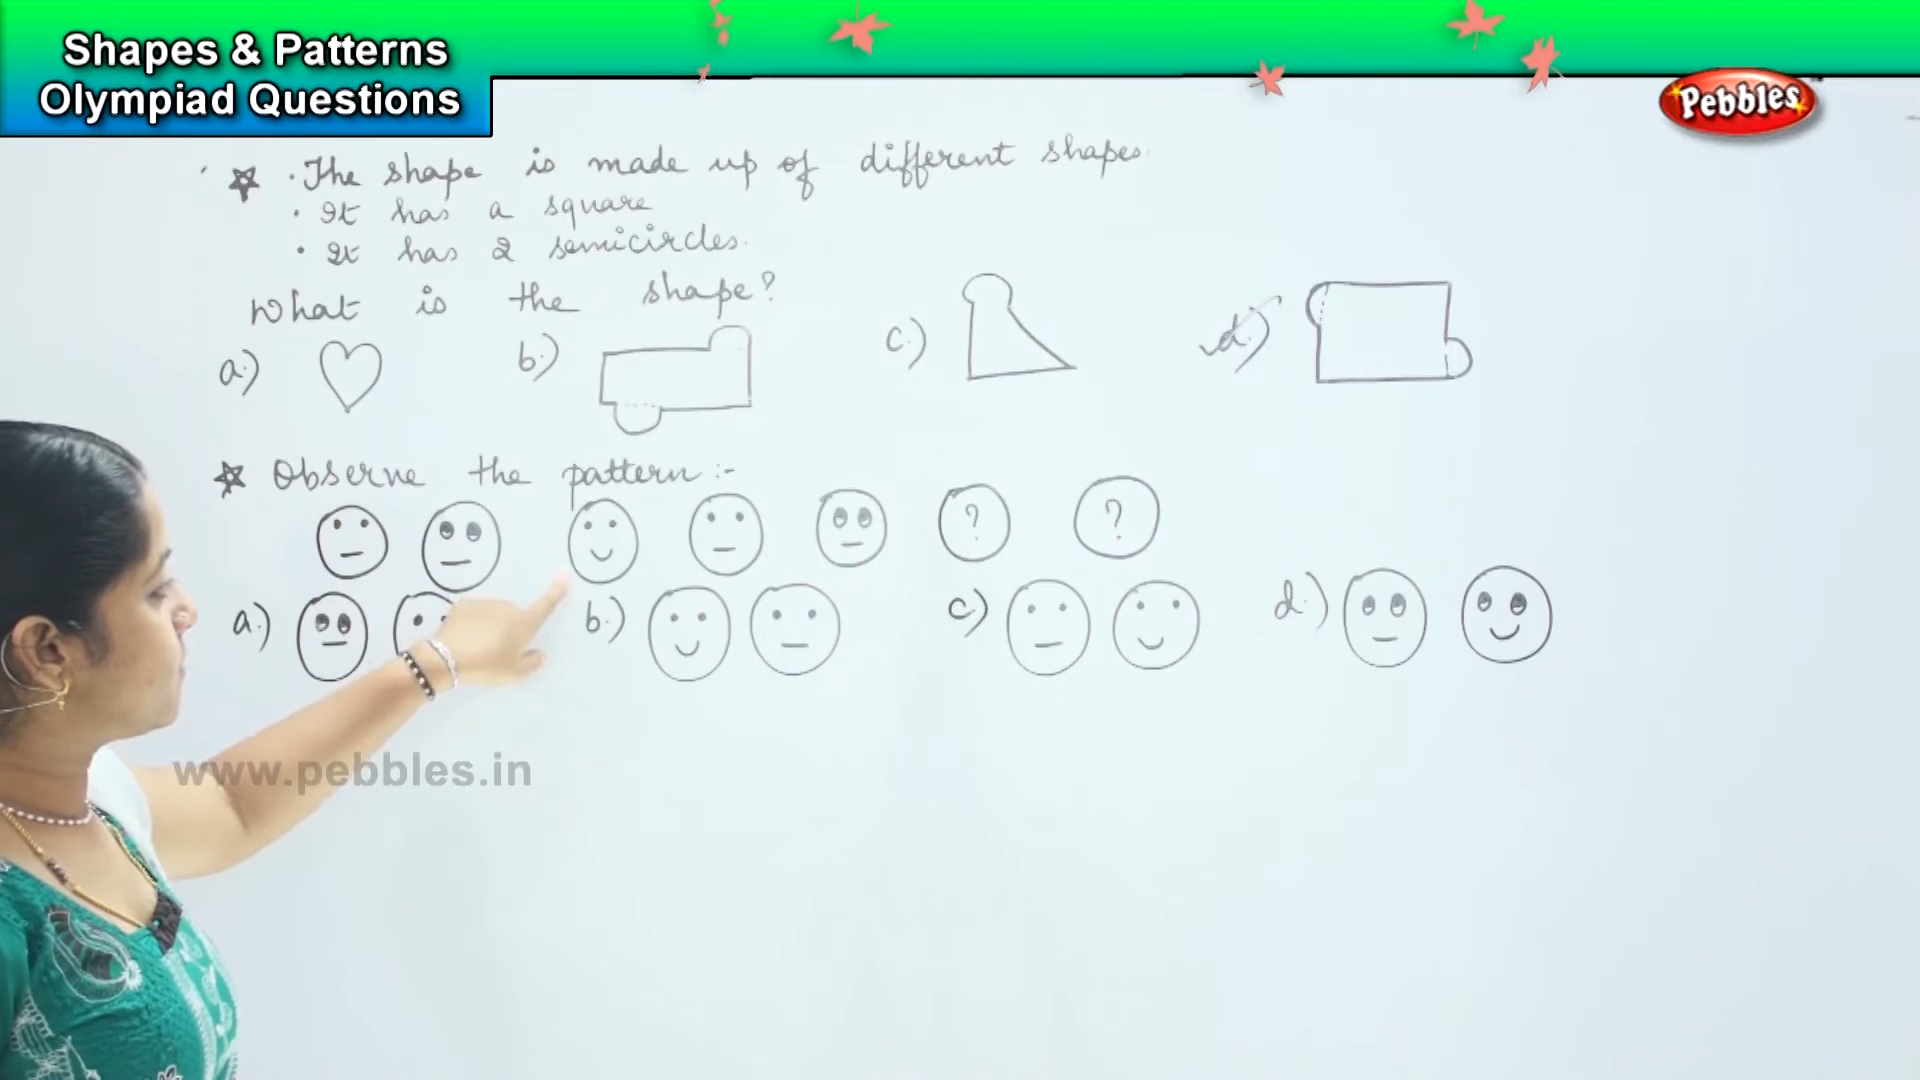 Shapes & Patterns
Olympiad Questions
Pebbles
. The shape is made up of different shapes.
. It has a square
. It has 2 semicircles.
What is the shape?
a.) b.) c.) d.)
Observe the pattern:-
? ?
a.) b.) c.) d.)
www.pebbles.in